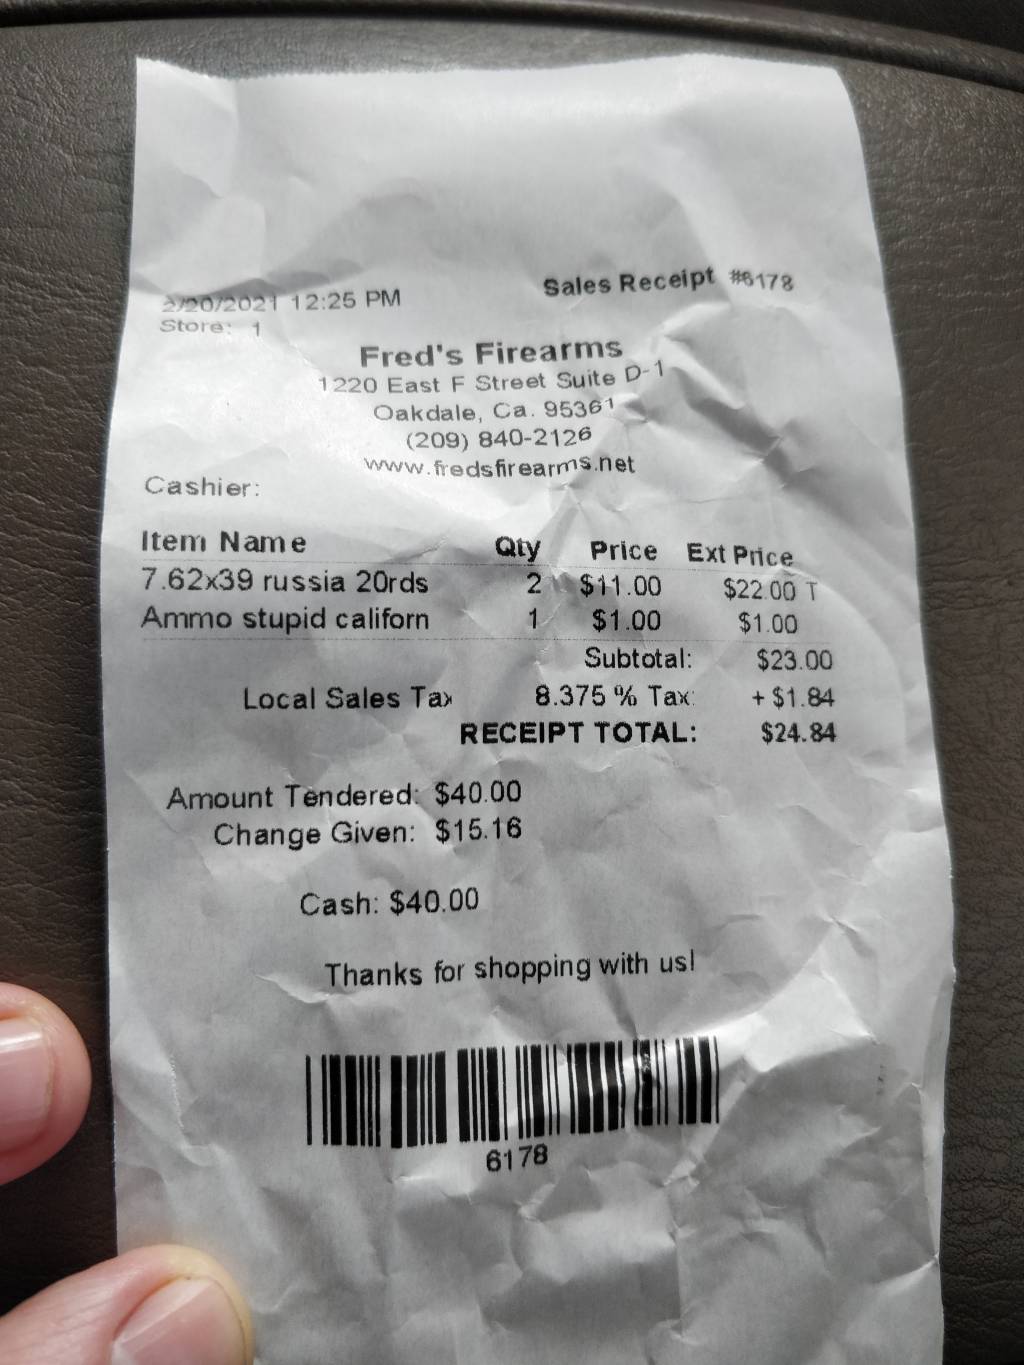 2/20/2021 12:25 PM Sales Receipt #6178
Store: 1
Fred's Firearms
1220 East F Street Suite D-1
Oakdale, Ca. 95361
(209) 840-2126
www.fredsfirearms.net
Cashier:
Item Name Qty Price Ext Price
7.62x39 russia 20rds 2 $11.00 $22.00 T
Ammo stupid californ 1 $1.00 $1.00
Subtotal: $23.00
Local Sales Tax 8.375 % Tax: + $1.84
RECEIPT TOTAL: $24.84
Amount Tendered: $40.00
Change Given: $15.16
Cash: $40.00
Thanks for shopping with us!
6178